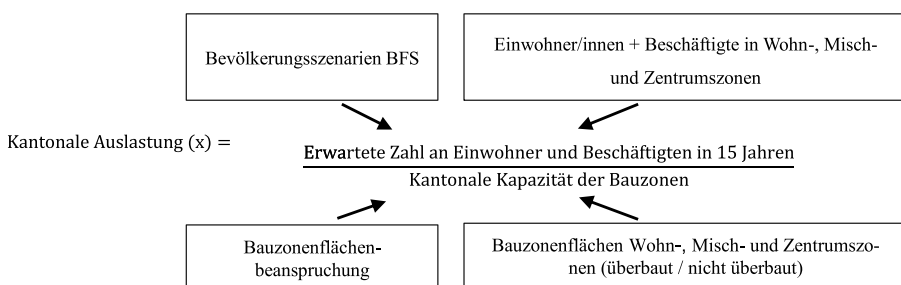 Bevölkerungsszenarien BFS
Einwohner/innen + Beschäftigte in Wohn-, Misch-
und Zentrumszonen
Kantonale Auslastung (x) =
Erwartete Zahl an Einwohner und Beschäftigten in 15 Jahren
Kantonale Kapazität der Bauzonen
Bauzonenflächen-
beanspruchung
Bauzonenflächen Wohn-, Misch- und Zentrumszo-
nen (überbaut / nicht überbaut)